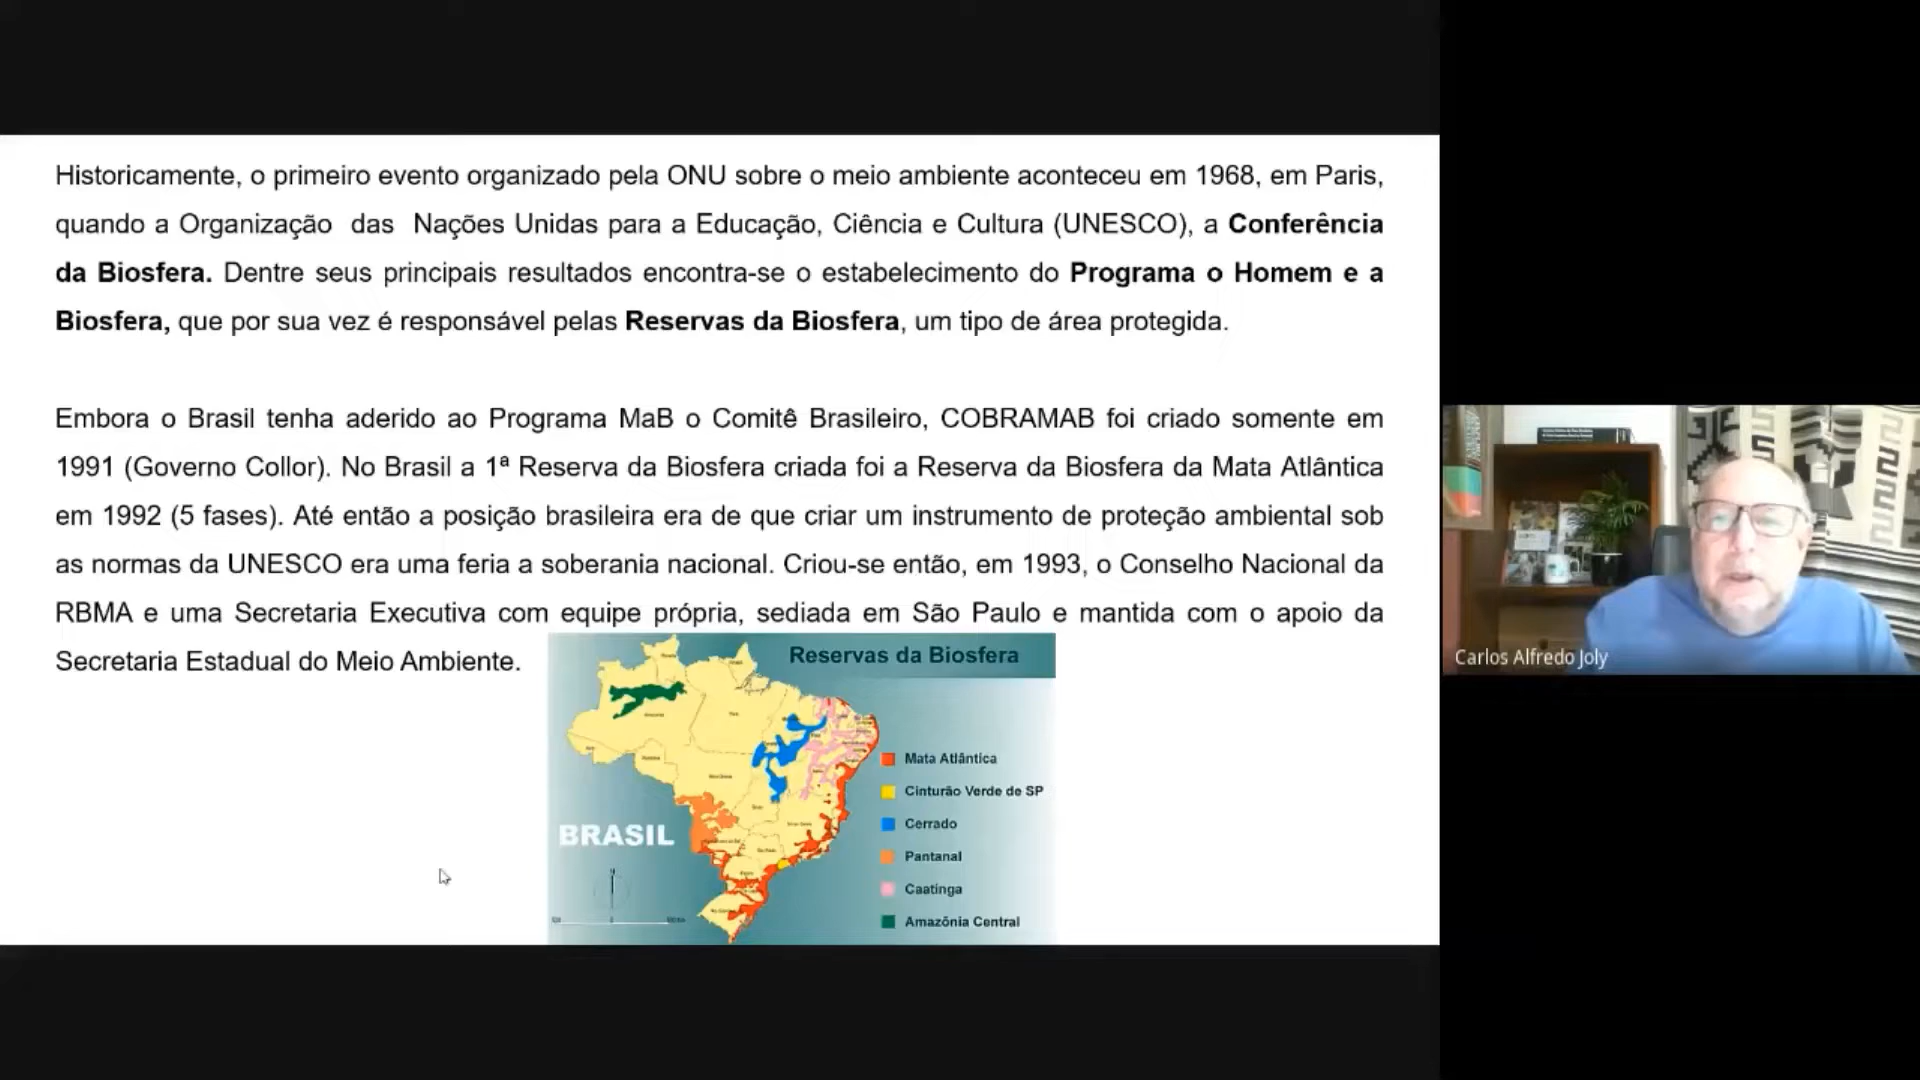 Historicamente, o primeiro evento organizado pela ONU sobre o meio ambiente aconteceu em 1968, em Paris,
quando a Organização das Nações Unidas para a Educação, Ciência e Cultura (UNESCO), a Conferência
da Biosfera. Dentre seus principais resultados encontra-se o estabelecimento do Programa o Homem e a
Biosfera, que por sua vez é responsável pelas Reservas da Biosfera, um tipo de área protegida.
Embora o Brasil tenha aderido ao Programa MaB o Comitê Brasileiro, COBRAMAB foi criado somente em
1991 (Governo Collor). No Brasil a 1ª Reserva da Biosfera criada foi a Reserva da Biosfera da Mata Atlântica
em 1992 (5 fases). Até então a posição brasileira era de que criar um instrumento de proteção ambiental sob
as normas da UNESCO era uma feria a soberania nacional. Criou-se então, em 1993, o Conselho Nacional da
RBMA e uma Secretaria Executiva com equipe própria, sediada em São Paulo e mantida com o apoio da
Secretaria Estadual do Meio Ambiente.
Reservas da Biosfera
Mata Atlântica
Cinturão Verde de SP
Cerrado
Pantanal
Caatinga
Amazônia Central
BRASIL
Carlos Alfredo Joly